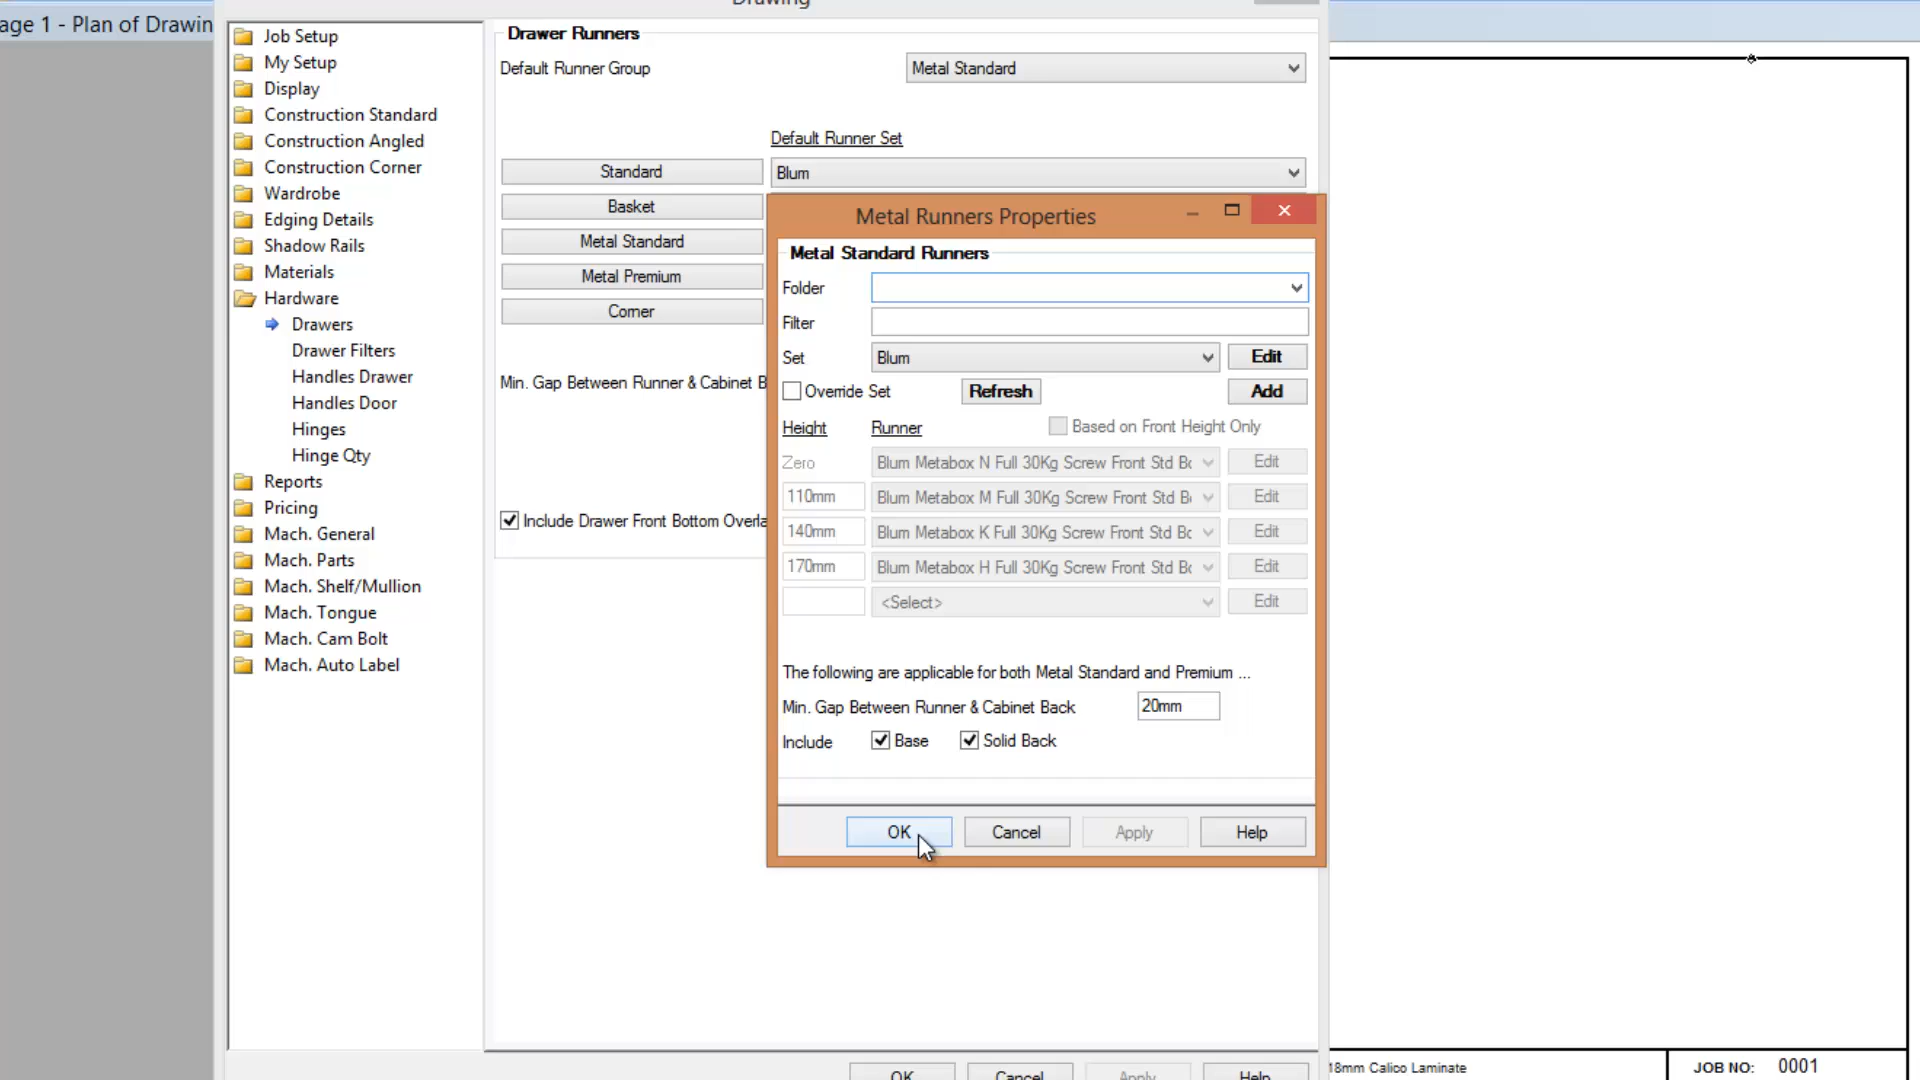 Drawing
age 1 - Plan of Drawin
Job Setup
My Setup
Display
Construction Standard
Construction Angled
Construction Corner
Wardrobe
Edging Details
Shadow Rails
Materials
Hardware
Drawers
Drawer Filters
Handles Drawer
Handles Door
Hinges
Hinge Qty
Reports
Pricing
Mach. General
Mach. Parts
Mach. Shelf/Mullion
Mach. Tongue
Mach. Cam Bolt
Mach. Auto Label
Drawer Runners
Default Runner Group Metal Standard
Default Runner Set
Standard Blum
Basket
Metal Standard
Metal Premium
Corner
Min. Gap Between Runner & Cabinet B
Include Drawer Front Bottom Overla
Metal Runners Properties
Metal Standard Runners
Folder
Filter
Set Blum Edit
Override Set Refresh Add
Height Runner Based on Front Height Only
Zero Blum Metabox N Full 30Kg Screw Front Std Bo Edit
110mm Blum Metabox M Full 30Kg Screw Front Std B Edit
140mm Blum Metabox K Full 30Kg Screw Front Std Bo Edit
170mm Blum Metabox H Full 30Kg Screw Front Std Bo Edit
<Select> Edit
The following are applicable for both Metal Standard and Premium ...
Min. Gap Between Runner & Cabinet Back 20mm
Include Base Solid Back
OK Cancel Apply Help
OK Cancel Apply Help
18mm Calico Laminate
JOB NO: 0001